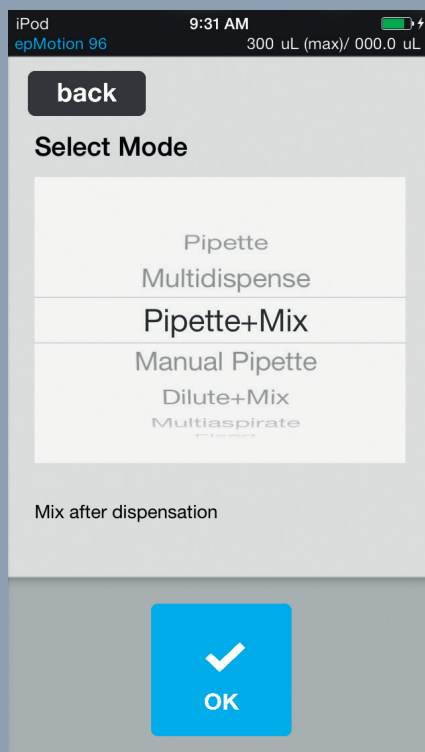 iPod 9:31 AM
epMotion 96 300 uL (max)/ 000.0 uL
back
Select Mode
Pipette
Multidispense
Pipette+Mix
Manual Pipette
Dilute+Mix
Multiaspirate
Mix after dispensation
OK